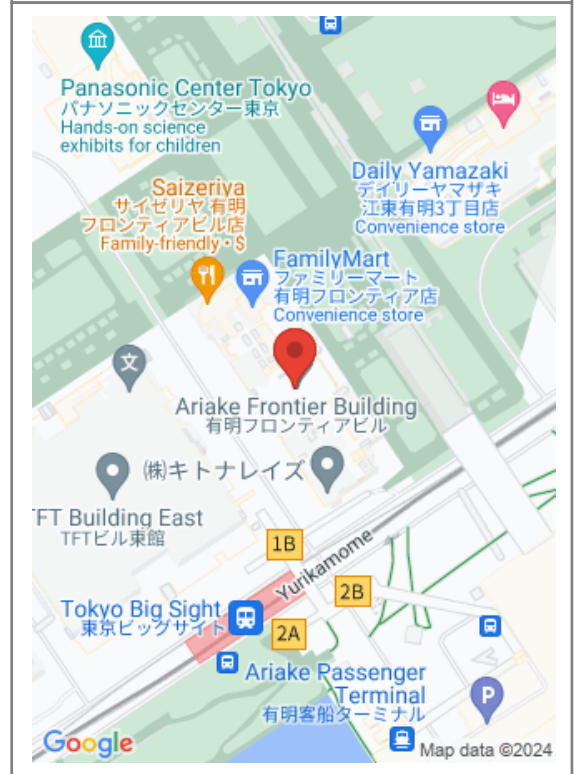 Panasonic Center Tokyo
パナソニックセンター東京
Hands-on science
exhibits for children
Daily Yamazaki
デイリーヤマザキ
江東有明3丁目店
Convenience store
Saizeriya
サイゼリヤ 有明
フロンティアビル店
Family-friendly • $
FamilyMart
ファミリーマート
有明フロンティア店
Convenience store
文
Ariake Frontier Building
有明フロンティアビル
㈱キトナレイズ
TFT Building East
TFTビル東館
1B
Yurikamome
2B
Tokyo Big Sight
東京ビッグサイト
2A
Ariake Passenger
Terminal
有明客船ターミナル
P
Google
Map data ©2024